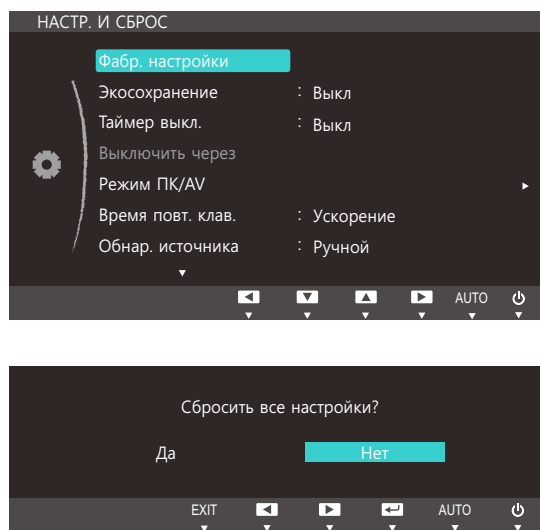 НАСТР. И СБРОС
Фабр. настройки
Экосохранение : Выкл
Таймер выкл. : Выкл
Выключить через
Режим ПК/AV
Время повт. клав. : Ускорение
Обнар. источника : Ручной
AUTO
Сбросить все настройки?
Да Нет
EXIT AUTO